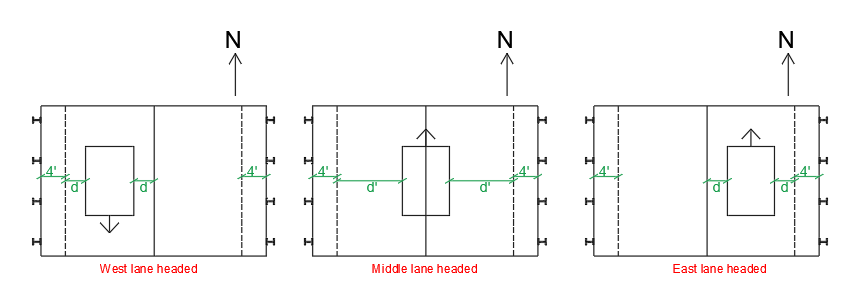 N
N
N
4'
d
d
4'
4'
d'
d'
4'
4'
d
d
4'
West lane headed
Middle lane headed
East lane headed